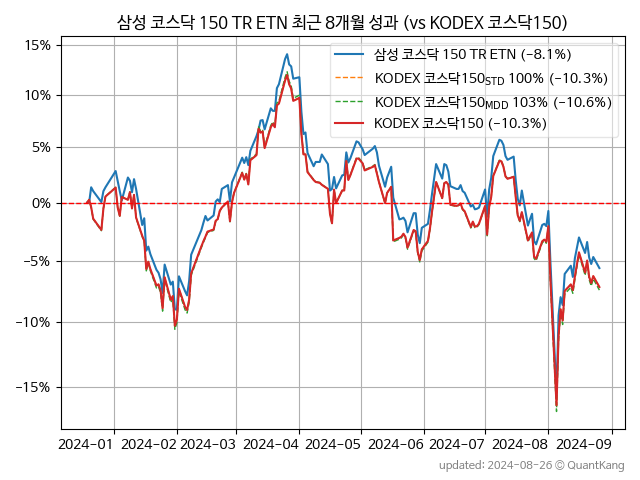 삼성 코스닥 150 TR ETN 최근 8개월 성과 (vs KODEX 코스닥150)
삼성 코스닥 150 TR ETN (−8.1%)
KODEX 코스닥150STD 100% (−10.3%)
KODEX 코스닥150MDD 103% (−10.6%)
KODEX 코스닥150 (−10.3%)
15%
10%
5%
0%
−5%
−10%
−15%
2024-01 2024-02 2024-03 2024-04 2024-05 2024-06 2024-07 2024-08 2024-09
updated: 2024-08-26 © QuantKang